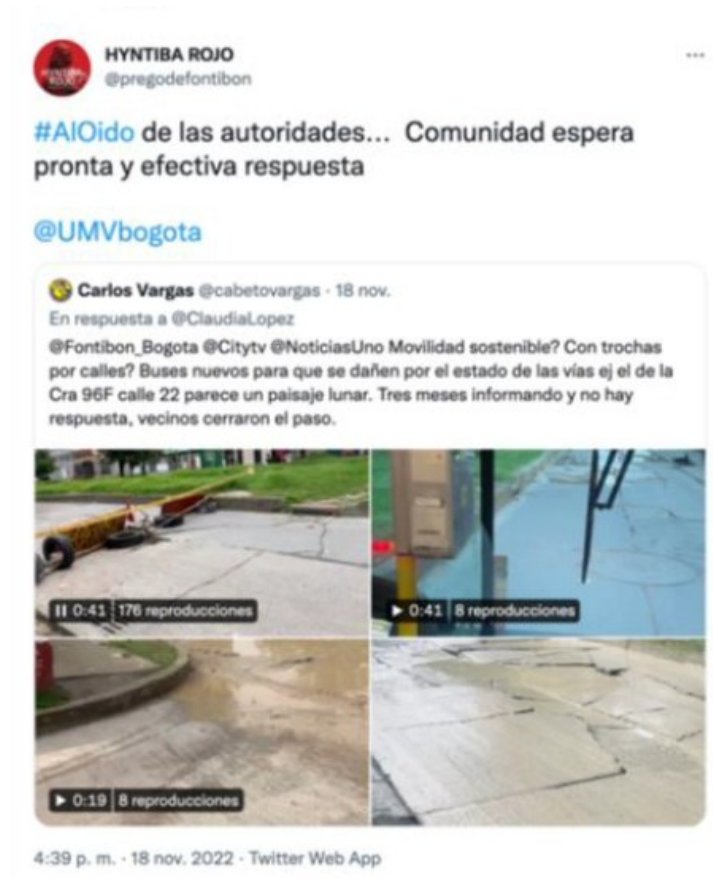 HYNTIBA ROJO
@pregodefontibon
#AlOido de las autoridades... Comunidad espera
pronta y efectiva respuesta
@UMVbogota
Carlos Vargas @cabetovargas · 18 nov.
En respuesta a @ClaudiaLopez
@Fontibon_Bogota @Citytv @NoticiasUno Movilidad sostenible? Con trochas
por calles? Buses nuevos para que se dañen por el estado de las vías ej el de la
Cra 96F calle 22 parece un paisaje lunar. Tres meses informando y no hay
respuesta, vecinos cerraron el paso.
0:41 176 reproducciones
0:41 8 reproducciones
0:19 8 reproducciones
4:39 p. m. · 18 nov. 2022 · Twitter Web App